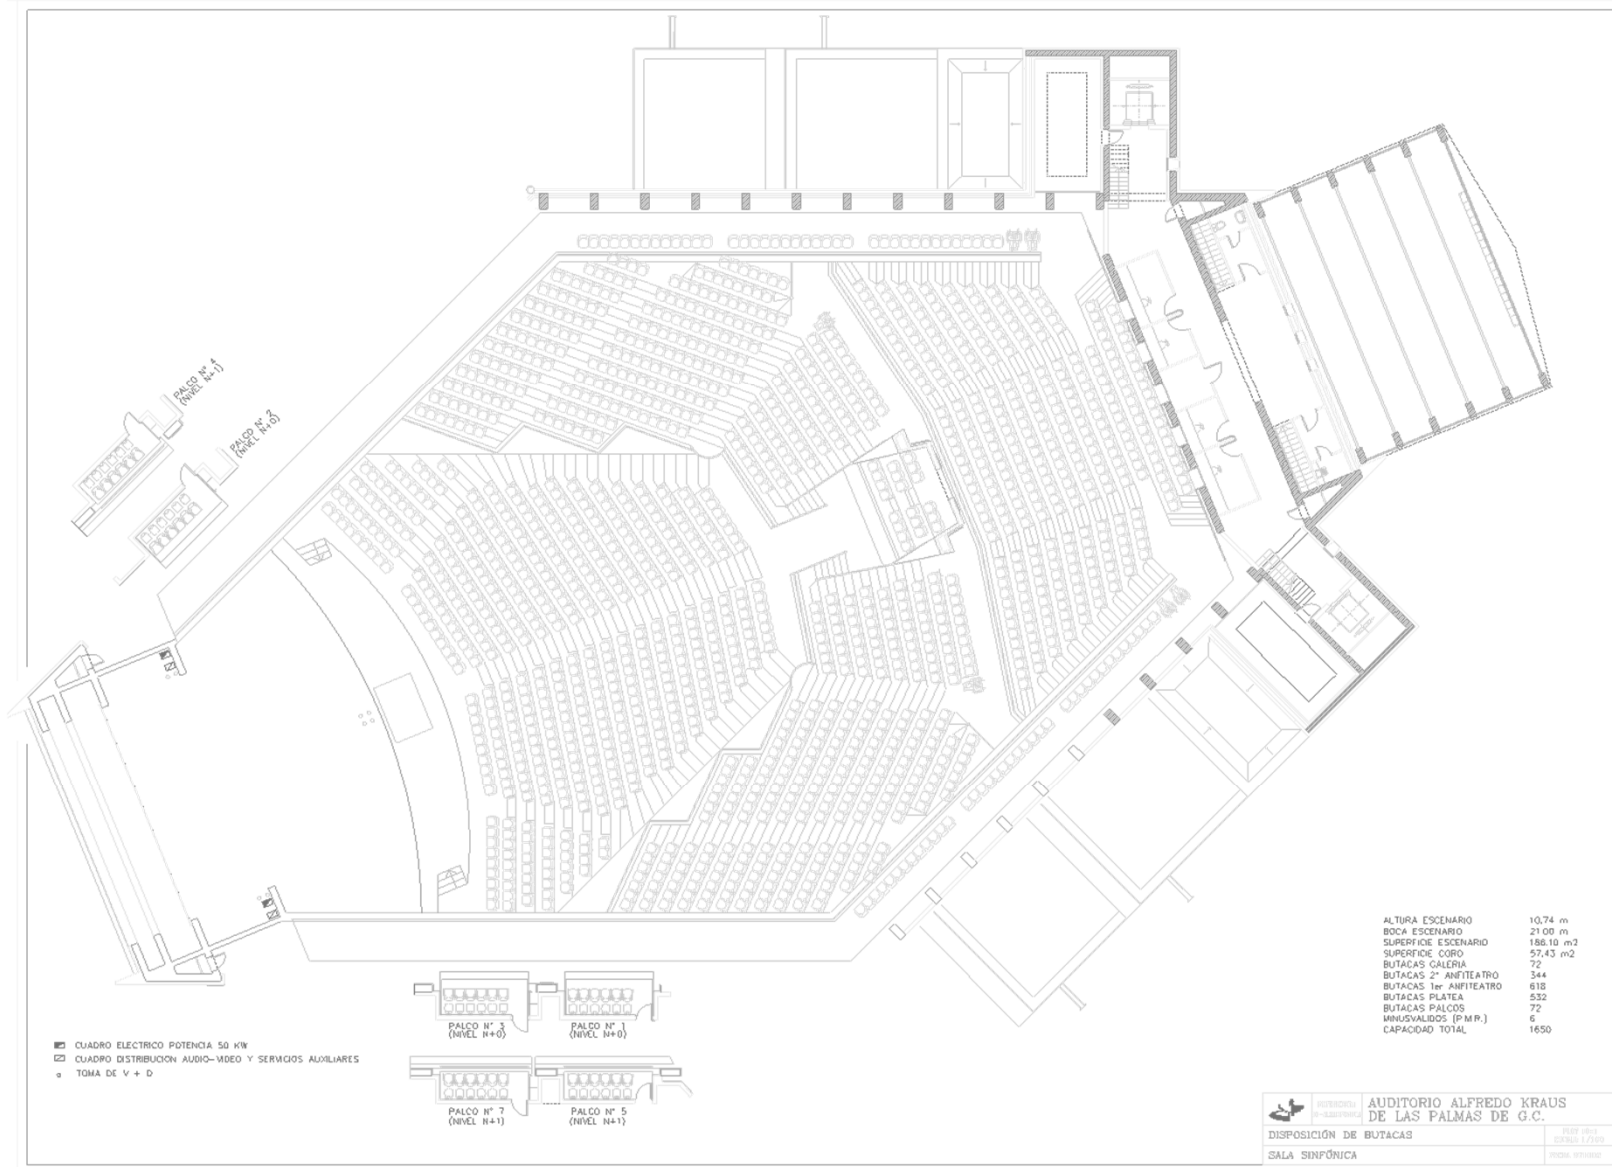 PALCO Nº 4
(NIVEL N+1)
PALCO Nº 2
(NIVEL N+0)
ALTURA ESCENARIO 10,74 m
BOCA ESCENARIO 21 00 m
SUPERFICIE ESCENARIO 186,10 m2
SUPERFICIE CORO 57,43 m2
BUTACAS GALERIA 72
BUTACAS 2º ANFITEATRO 344
BUTACAS 1er ANFITEATRO 618
BUTACAS PLATEA 532
BUTACAS PALCOS 72
MINUSVALIDOS (P.M.R.) 6
CAPACIDAD TOTAL 1650
PALCO Nº 3
(NIVEL N+0)
PALCO Nº 1
(NIVEL N+0)
CUADRO ELECTRICO POTENCIA 50 KW
CUADRO DISTRIBUCION AUDIO-VIDEO Y SERVICIOS AUXILIARES
TOMA DE V + D
PALCO Nº 7
(NIVEL N+1)
PALCO Nº 5
(NIVEL N+1)
AUDITORIO ALFREDO KRAUS
DE LAS PALMAS DE G.C.
DISPOSICIÓN DE BUTACAS
SALA SINFÓNICA